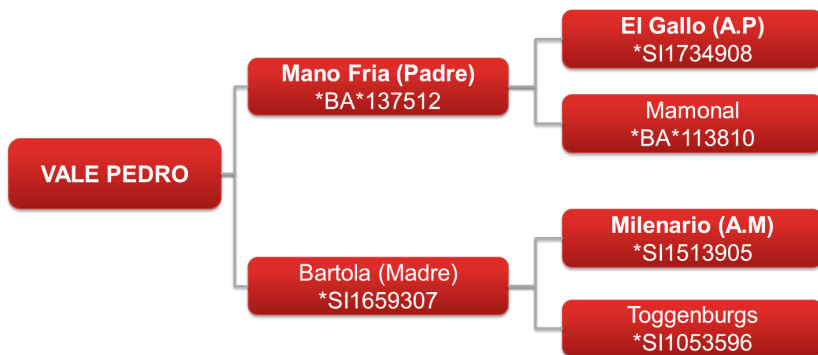 El Gallo (A.P)
*SI1734908
Mano Fria (Padre)
*BA*137512
Mamonal
*BA*113810
VALE PEDRO
Milenario (A.M)
*SI1513905
Bartola (Madre)
*SI1659307
Toggenburgs
*SI1053596